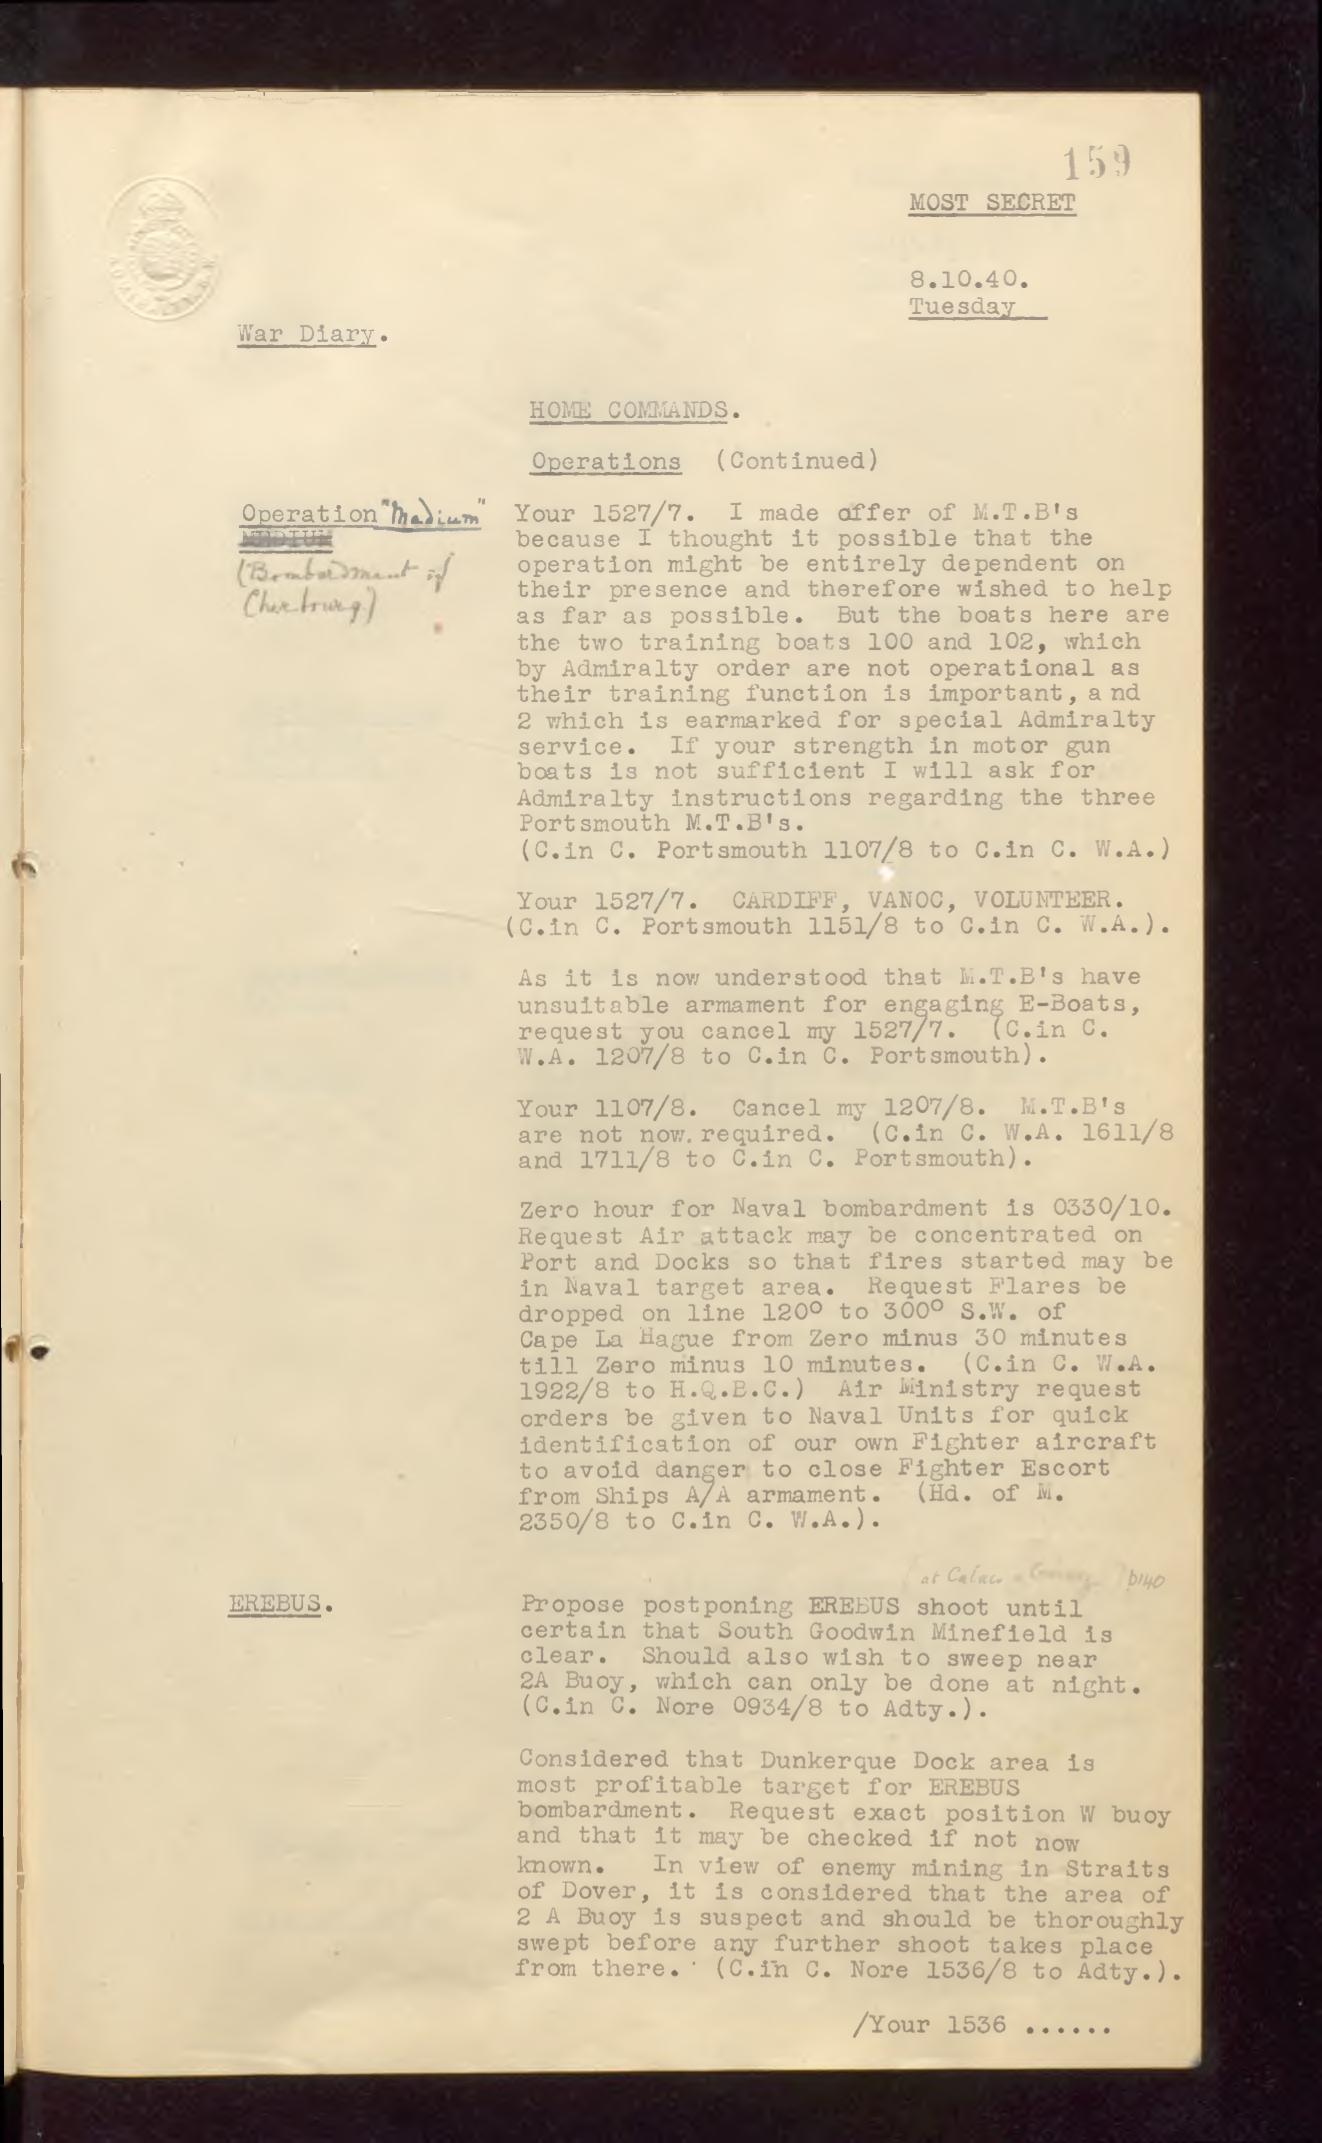 159
MOST SECRET
8.10.40.
Tuesday
War Diary.
HOME COMMANDS.
Operations (Continued)
Operation "Medium"
MEDIUM
(Bombardment of
Cherbourg)
Your 1527/7. I made offer of M.T.B's
because I thought it possible that the
operation might be entirely dependent on
their presence and therefore wished to help
as far as possible. But the boats here are
the two training boats 100 and 102, which
by Admiralty order are not operational as
their training function is important, and
2 which is earmarked for special Admiralty
service. If your strength in motor gun
boats is not sufficient I will ask for
Admiralty instructions regarding the three
Portsmouth M.T.B's.
(C.in C. Portsmouth 1107/8 to C.in C. W.A.)
Your 1527/7. CARDIFF, VANOC, VOLUNTEER.
(C.in C. Portsmouth 1151/8 to C.in C. W.A.).
As it is now understood that M.T.B's have
unsuitable armament for engaging E-Boats,
request you cancel my 1527/7. (C.in C.
W.A. 1207/8 to C.in C. Portsmouth).
Your 1107/8. Cancel my 1207/8. M.T.B's
are not now. required. (C.in C. W.A. 1611/8
and 1711/8 to C.in C. Portsmouth).
Zero hour for Naval bombardment is 0330/10.
Request Air attack may be concentrated on
Port and Docks so that fires started may be
in Naval target area. Request Flares be
dropped on line 120° to 300° S.W. of
Cape La Hague from Zero minus 30 minutes
till Zero minus 10 minutes. (C.in C. W.A.
1922/8 to H.Q.B.C.) Air Ministry request
orders be given to Naval Units for quick
identification of our own Fighter aircraft
to avoid danger to close Fighter Escort
from Ships A/A armament. (Hd. of M.
2350/8 to C.in C. W.A.).
at Calais p140
EREBUS.
Propose postponing EREBUS shoot until
certain that South Goodwin Minefield is
clear. Should also wish to sweep near
2A Buoy, which can only be done at night.
(C.in C. Nore 0934/8 to Adty.).
Considered that Dunkerque Dock area is
most profitable target for EREBUS
bombardment. Request exact position W buoy
and that it may be checked if not now
known. In view of enemy mining in Straits
of Dover, it is considered that the area of
2 A Buoy is suspect and should be thoroughly
swept before any further shoot takes place
from there. (C.in C. Nore 1536/8 to Adty.).
/Your 1536 ......